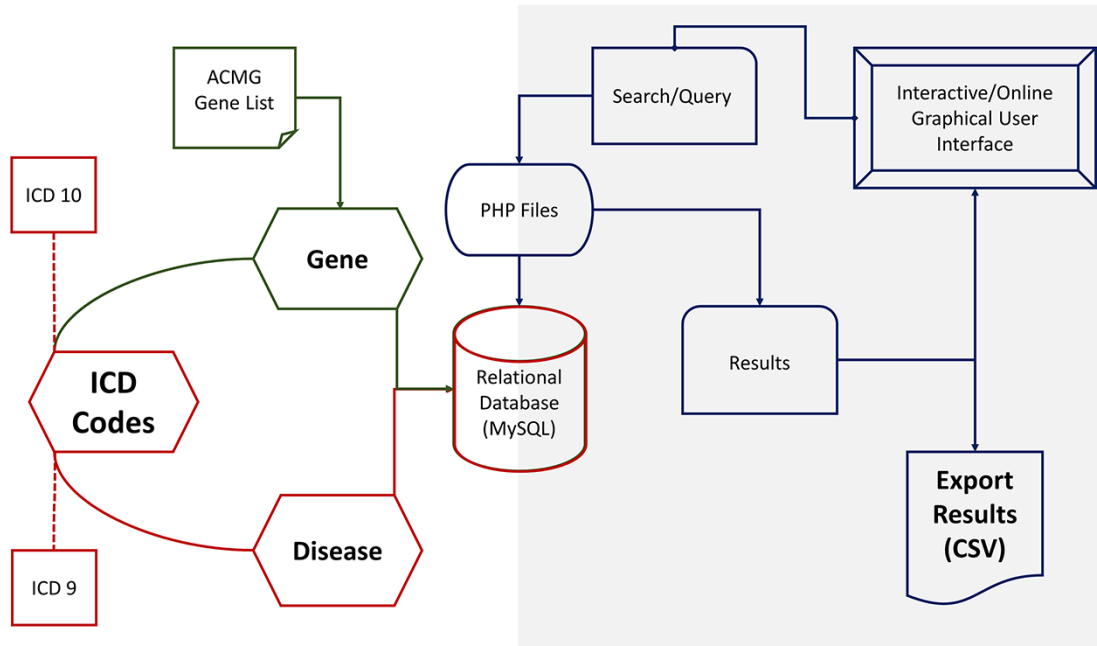 ACMG
Gene List
Search/Query
Interactive/Online
Graphical User
Interface
ICD 10
PHP Files
Gene
ICD
Codes
Relational
Database
(MySQL)
Results
Disease
Export
Results
(CSV)
ICD 9